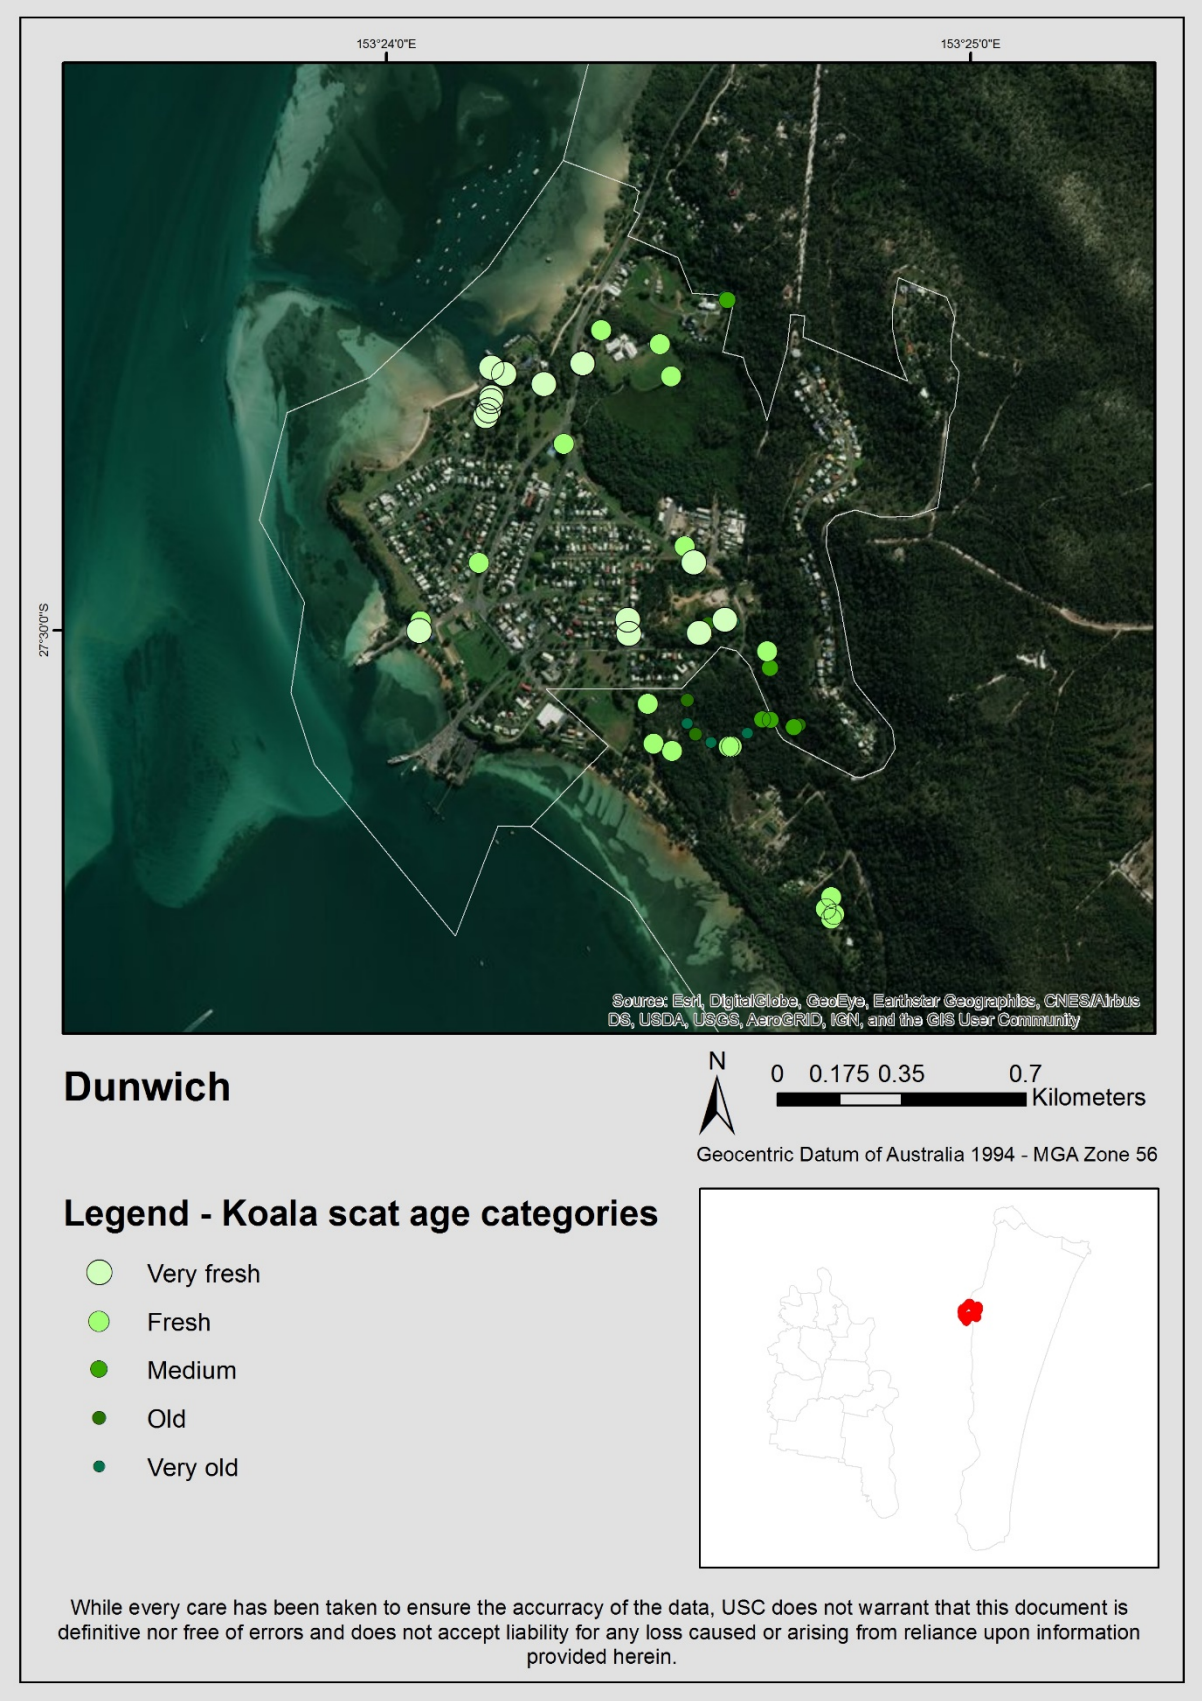 153°24'0"E
153°25'0"E
27°30'0"S
Source: Esri, DigitalGlobe, GeoEye, Earthstar Geographics, CNES/Airbus
DS, USDA, USGS, AeroGRID, IGN, and the GIS User Community
Dunwich
N
0 0.175 0.35 0.7
Kilometers
Geocentric Datum of Australia 1994 - MGA Zone 56
Legend - Koala scat age categories
Very fresh
Fresh
Medium
Old
Very old
While every care has been taken to ensure the accurracy of the data, USC does not warrant that this document is
definitive nor free of errors and does not accept liability for any loss caused or arising from reliance upon information
provided herein.